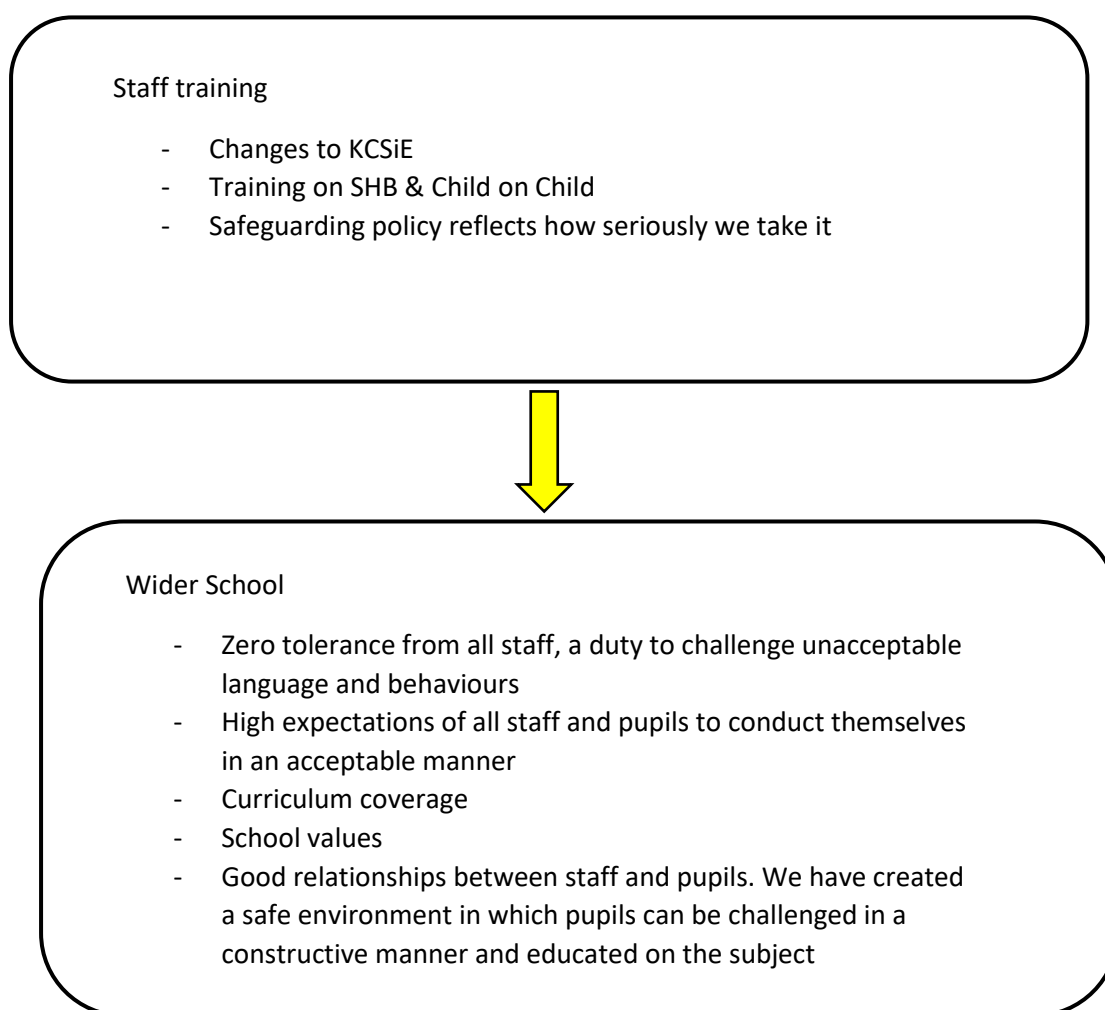 Staff training
- Changes to KCSiE
- Training on SHB & Child on Child
- Safeguarding policy reflects how seriously we take it
Wider School
- Zero tolerance from all staff, a duty to challenge unacceptable
language and behaviours
- High expectations of all staff and pupils to conduct themselves
in an acceptable manner
- Curriculum coverage
- School values
- Good relationships between staff and pupils. We have created
a safe environment in which pupils can be challenged in a
constructive manner and educated on the subject